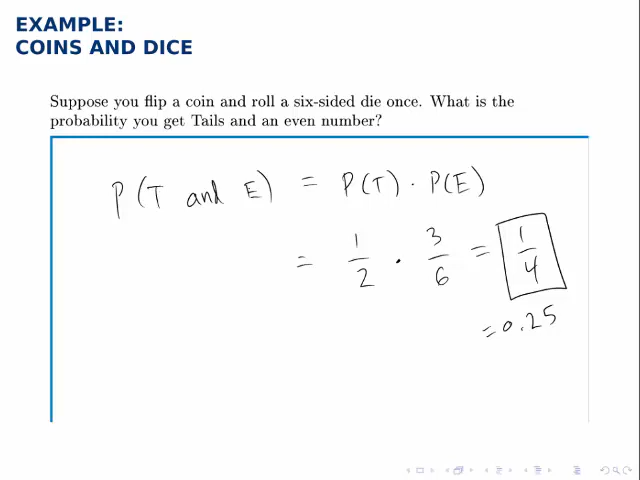 EXAMPLE:
COINS AND DICE
Suppose you flip a coin and roll a six-sided die once. What is the
probability you get Tails and an even number?
P(T and E) = P(T) · P(E)
= 1/2 · 3/6 = 1/4
= 0.25